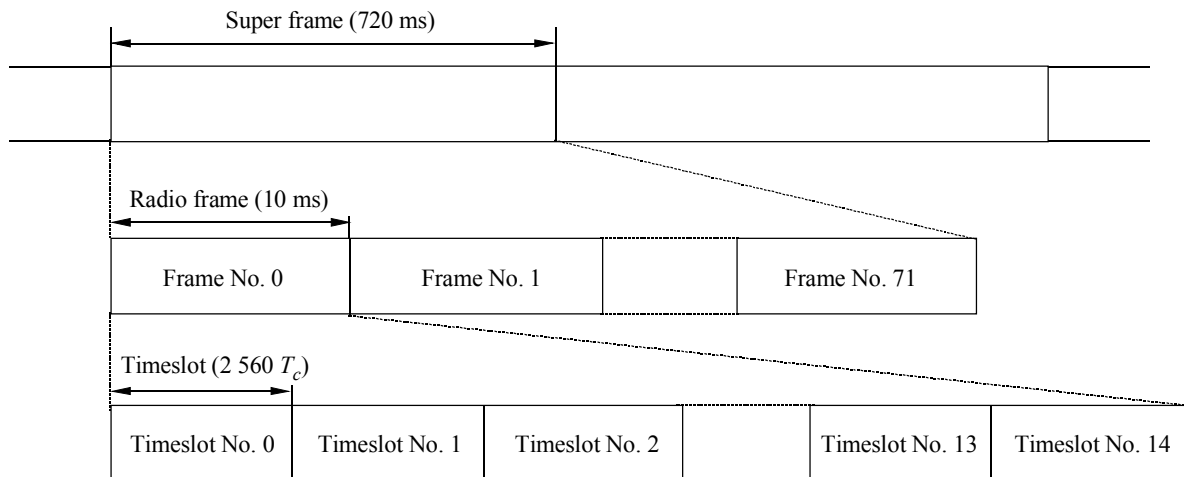 Super frame (720 ms)
Radio frame (10 ms)
Frame No. 0
Frame No. 1
Frame No. 71
Timeslot (2 560 Tc)
Timeslot No. 0
Timeslot No. 1
Timeslot No. 2
Timeslot No. 13
Timeslot No. 14